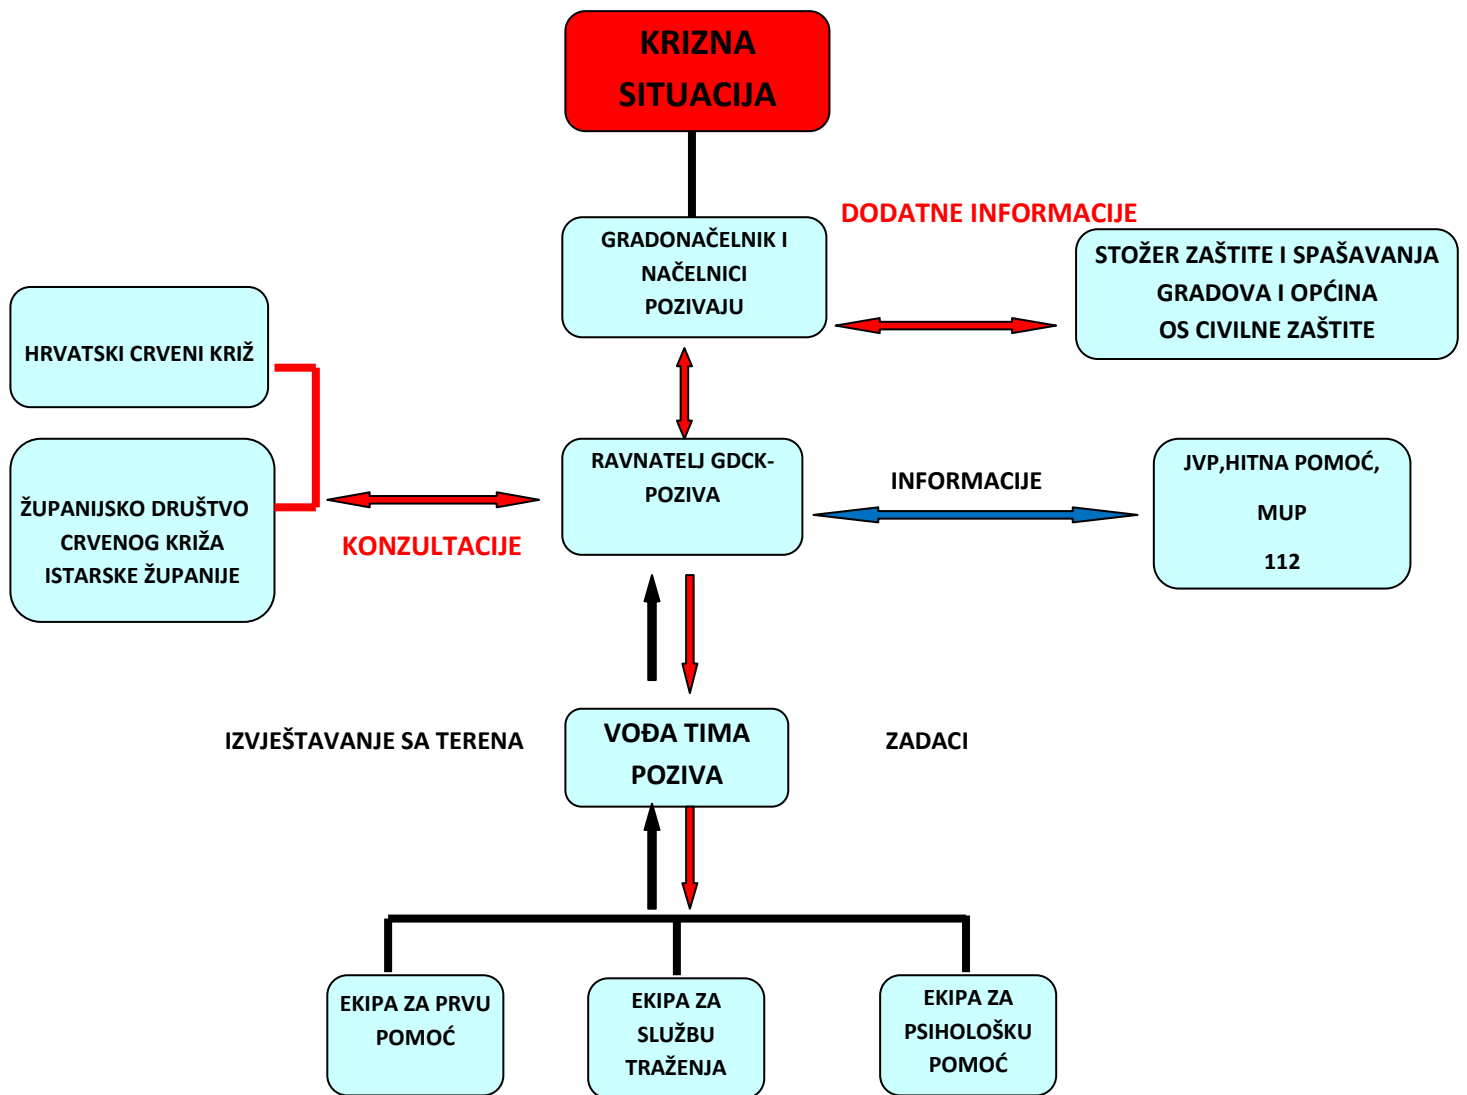 KRIZNA
SITUACIJA
DODATNE INFORMACIJE
GRADONAČELNIK I
NAČELNICI
POZIVAJU
STOŽER ZAŠTITE I SPAŠAVANJA
GRADOVA I OPĆINA
OS CIVILNE ZAŠTITE
HRVATSKI CRVENI KRIŽ
ŽUPANIJSKO DRUŠTVO
CRVENOG KRIŽA
ISTARSKE ŽUPANIJE
KONZULTACIJE
RAVNATELJ GDCK-
POZIVA
INFORMACIJE
JVP,HITNA POMOĆ,
MUP
112
IZVJEŠTAVANJE SA TERENA
VOĐA TIMA
POZIVA
ZADACI
EKIPA ZA PRVU
POMOĆ
EKIPA ZA
SLUŽBU
TRAŽENJA
EKIPA ZA
PSIHOLOŠKU
POMOĆ